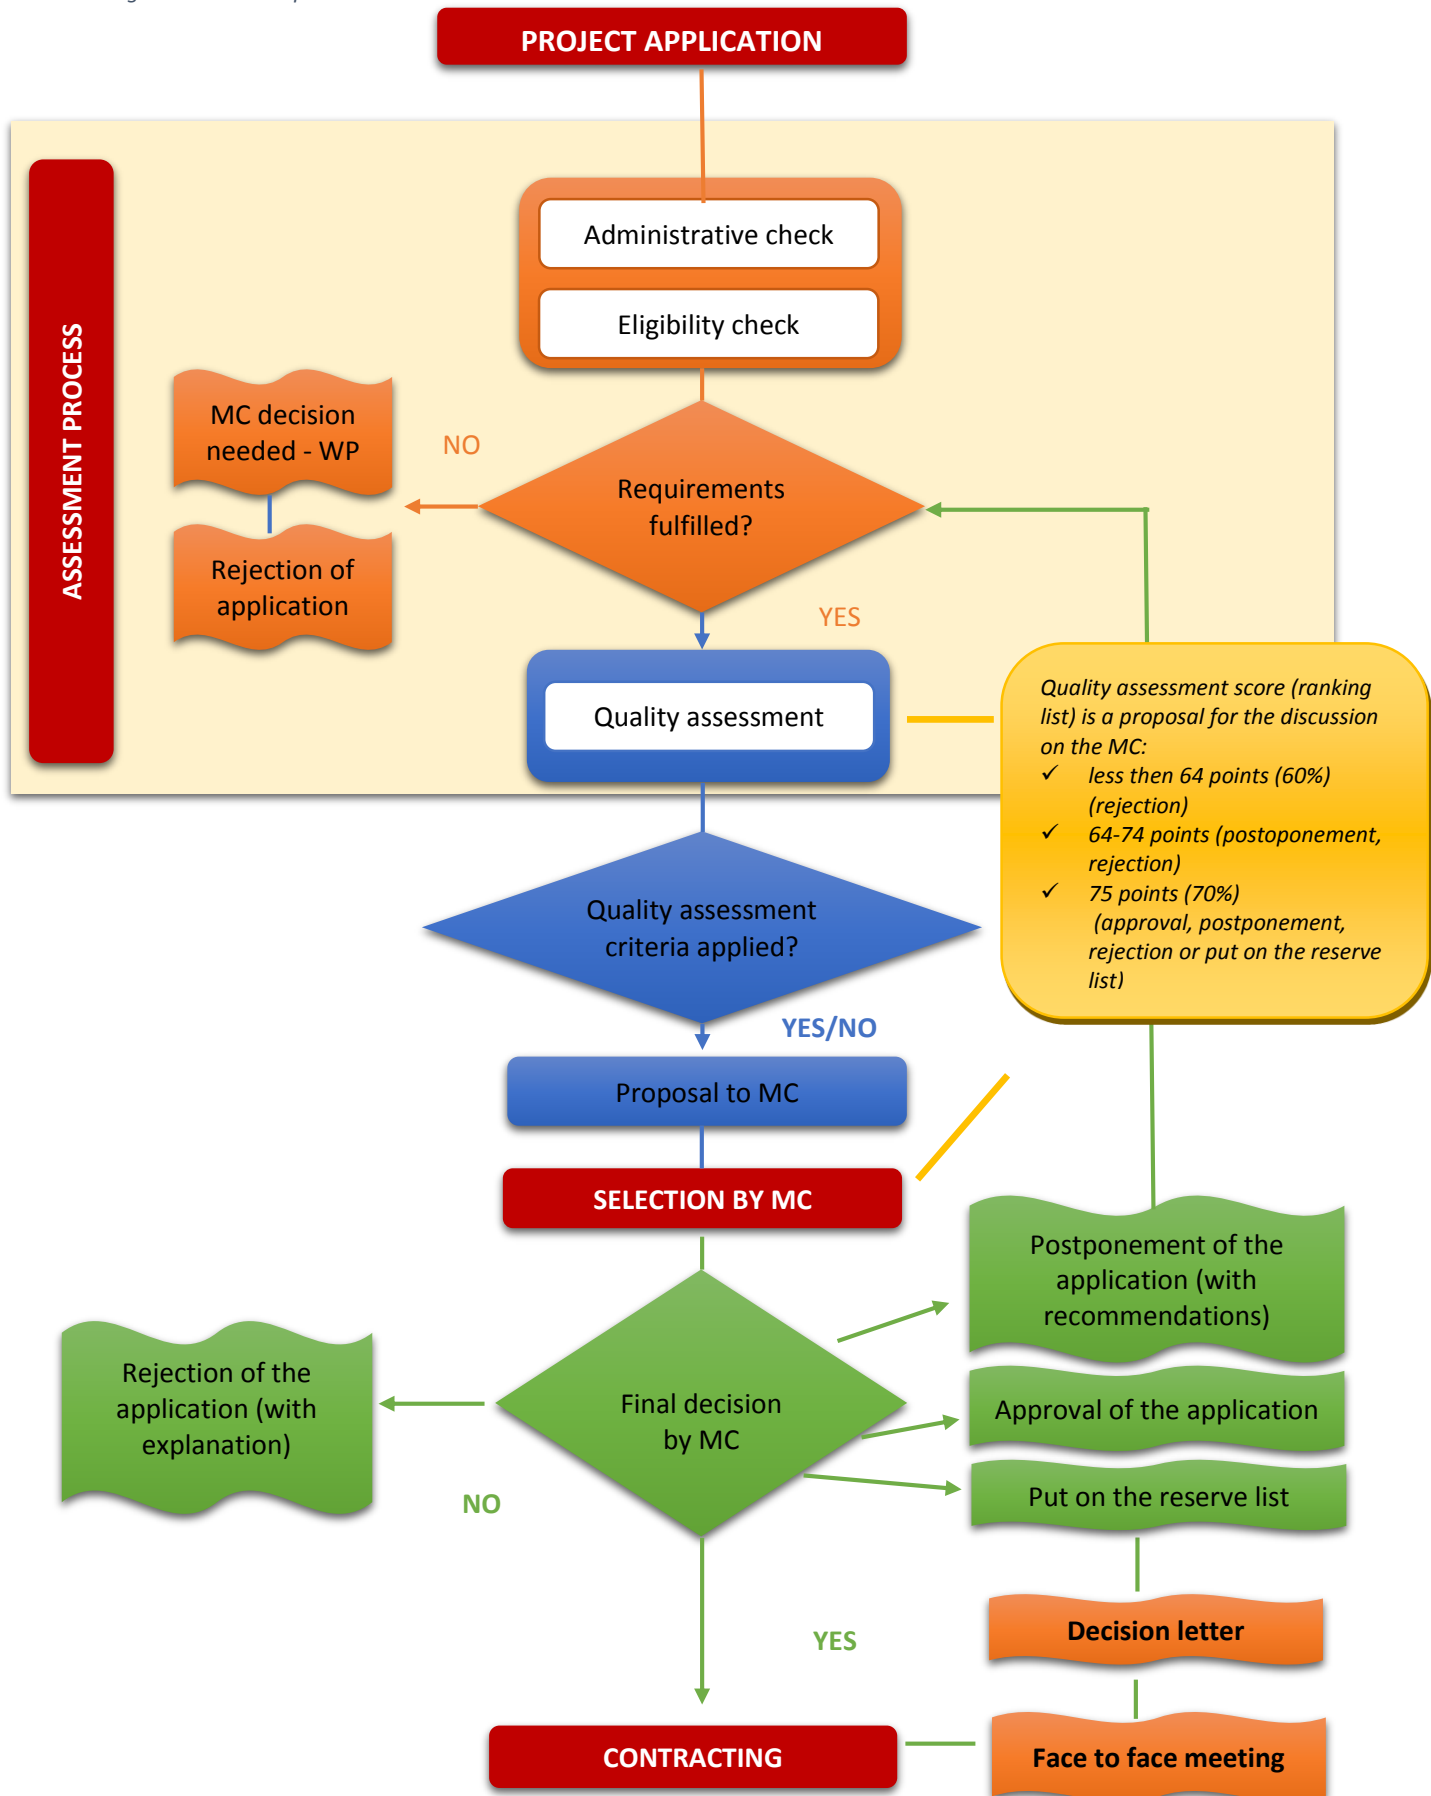 PROJECT APPLICATION
ASSESSMENT PROCESS
Administrative check
Eligibility check
MC decision
needed - WP
NO
Requirements
fulfilled?
Rejection of
application
YES
Quality assessment
Quality assessment score (ranking
list) is a proposal for the discussion
on the MC:
✓ less then 64 points (60%)
(rejection)
✓ 64-74 points (postoponement,
rejection)
✓ 75 points (70%)
(approval, postponement,
rejection or put on the reserve
list)
Quality assessment
criteria applied?
YES/NO
Proposal to MC
SELECTION BY MC
Postponement of the
application (with
recommendations)
Rejection of the
application (with
explanation)
Final decision
by MC
Approval of the application
Put on the reserve list
NO
Decision letter
YES
CONTRACTING
Face to face meeting